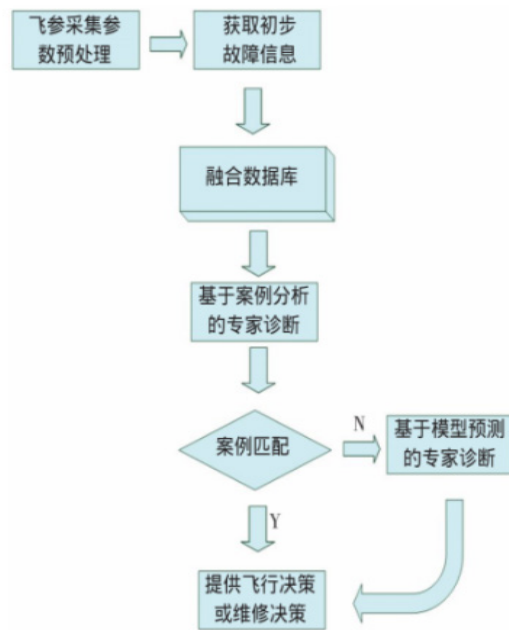 飞参采集参
数预处理
获取初步
故障信息
融合数据库
基于案例分析
的专家诊断
案例匹配
N
基于模型预测
的专家诊断
Y
提供飞行决策
或维修决策